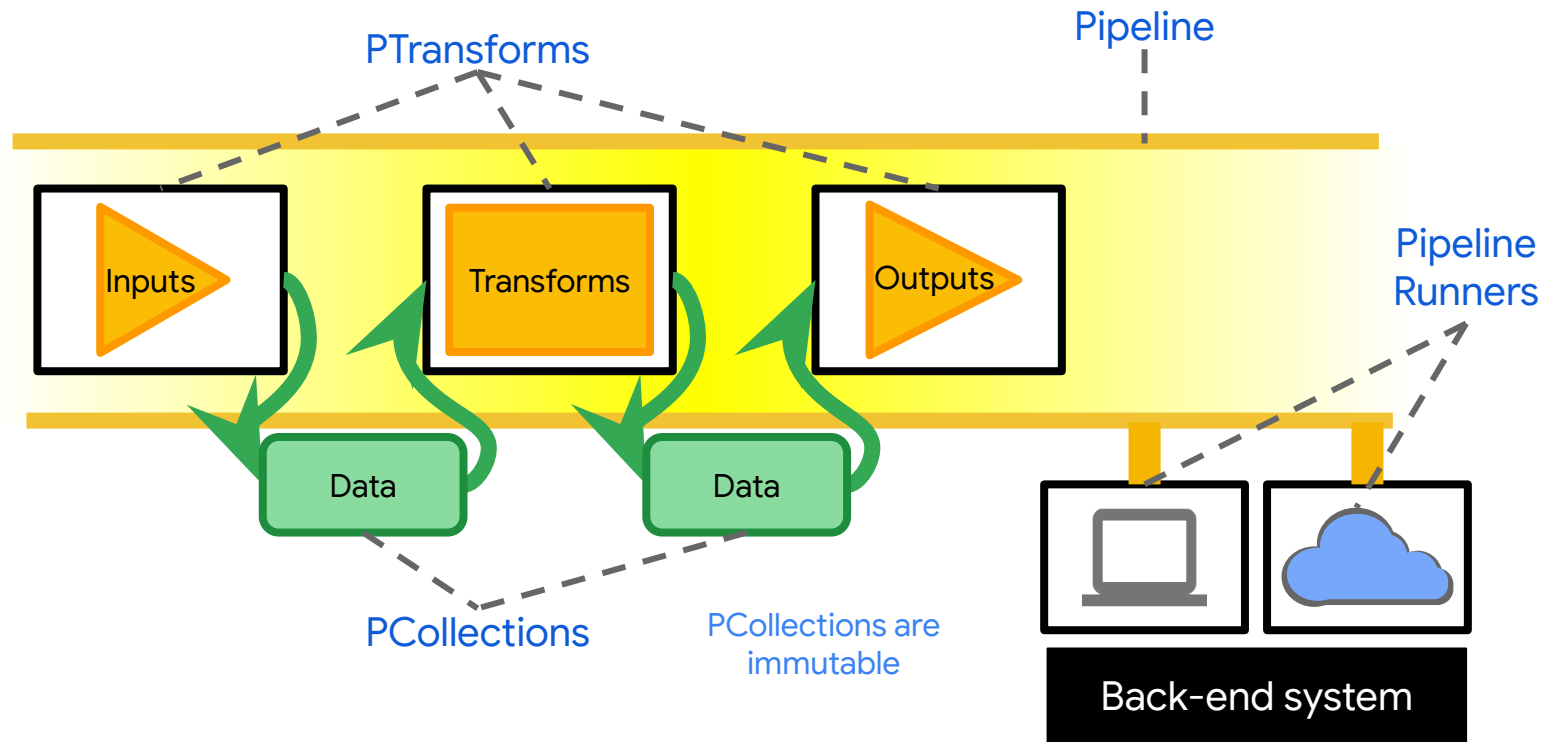 PTransforms
Pipeline
Inputs
Transforms
Outputs
Pipeline
Runners
Data
Data
PCollections
PCollections are
immutable
Back-end system